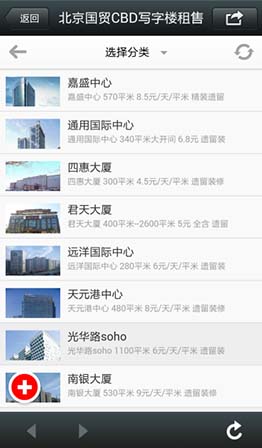 返回
北京国贸CBD写字楼租售
选择分类
嘉盛中心
嘉盛中心 570平米 8.5元/天/平米 精装遗留
通用国际中心
通用国际中心 340平米大开间 6.8元 遗留装
四惠大厦
四惠大厦 300平米 4.5元/天/平米 遗留装修
君天大厦
君天大厦 400平米~2600平米 5元 全含 遗留
远洋国际中心
远洋国际中心 280平米 6元/天/平米 遗留装
天元港中心
天元港中心 480平米 8元/天/平米 遗留装修
光华路soho
光华路soho 1100平米 6元/天/平米 遗留装
南银大厦
南银大厦 530平米 9元/天/平米 遗留装修